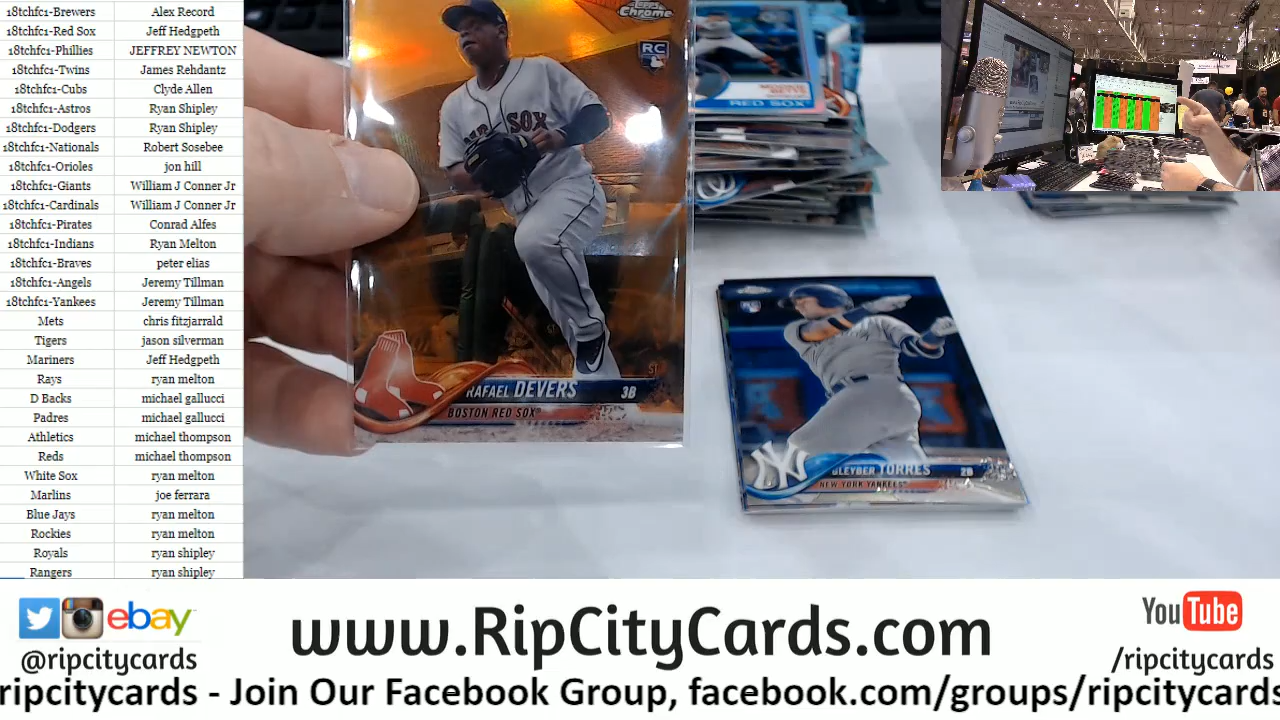 18tchfc1-Brewers Alex Record
18tchfc1-Red Sox Jeff Hedgpeth
18tchfc1-Phillies JEFFREY NEWTON
18tchfc1-Twins James Rehdantz
18tchfc1-Cubs Clyde Allen
18tchfc1-Astros Ryan Shipley
18tchfc1-Dodgers Ryan Shipley
18tchfc1-Nationals Robert Sosebee
18tchfc1-Orioles jon hill
18tchfc1-Giants William J Conner Jr
18tchfc1-Cardinals William J Conner Jr
18tchfc1-Pirates Conrad Alfes
18tchfc1-Indians Ryan Melton
18tchfc1-Braves peter elias
18tchfc1-Angels Jeremy Tillman
18tchfc1-Yankees Jeremy Tillman
Mets chris fitzjarrald
Tigers jason silverman
Mariners Jeff Hedgpeth
Rays ryan melton
D Backs michael gallucci
Padres michael gallucci
Athletics michael thompson
Reds michael thompson
White Sox ryan melton
Marlins joe ferrara
Blue Jays ryan melton
Rockies ryan melton
Royals ryan shipley
Rangers ryan shipley
Topps Chrome
RC
SOX
RAFAEL DEVERS 3B
BOSTON RED SOX
MOOKIE BETTS
RED SOX
GLEYBER TORRES 2B
NEW YORK YANKEES
ebay
@ripcitycards
www.RipCityCards.com
YouTube
/ripcitycards
ripcitycards - Join Our Facebook Group, facebook.com/groups/ripcitycards